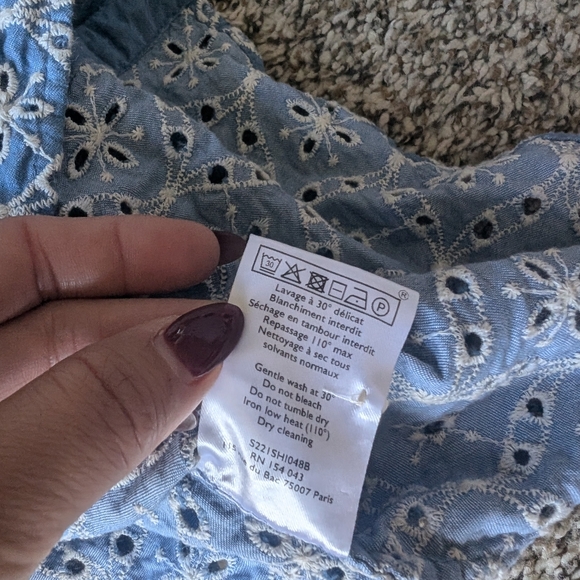 30 P ®
Lavage à 30° délicat
Blanchiment interdit
Séchage en tambour interdit
Repassage 110° max
Nettoyage à sec tous
solvants normaux
Gentle wash at 30°
Do not bleach
Do not tumble dry
Iron low heat (110°)
Dry cleaning
S221SHI048B
RN 154 043
du Bac 75007 Paris